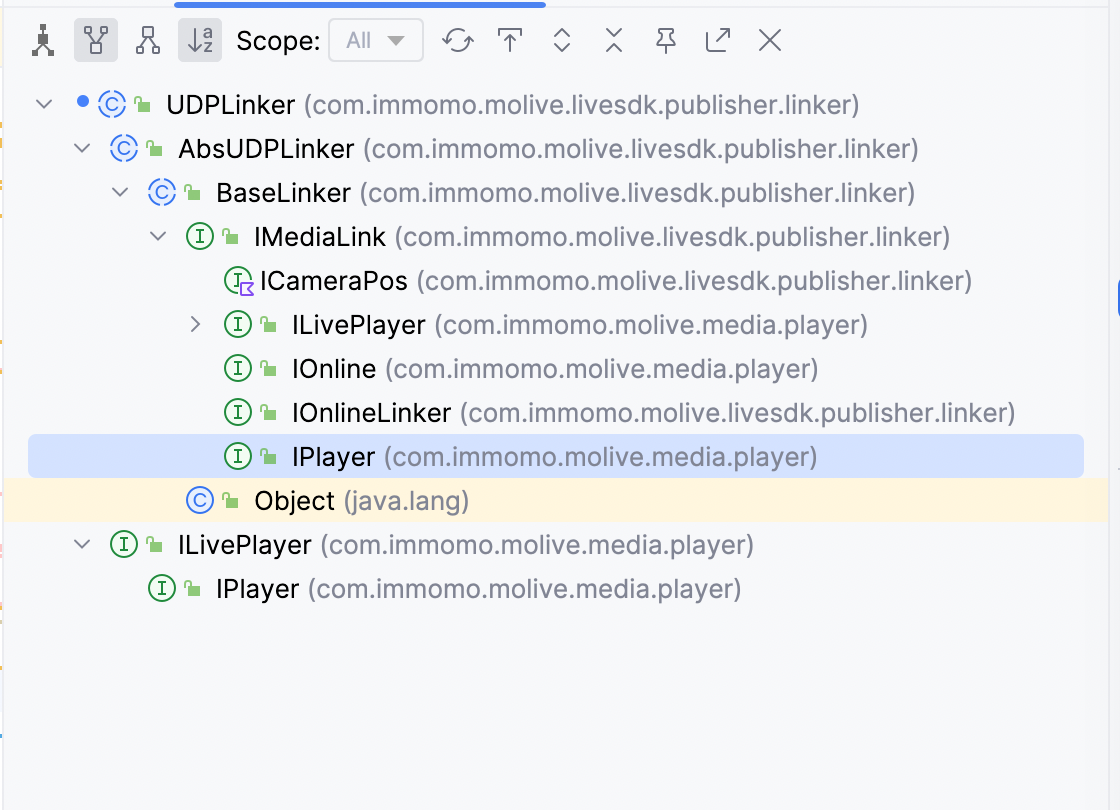 Scope: All
UDPLinker (com.immomo.molive.livesdk.publisher.linker)
AbsUDPLinker (com.immomo.molive.livesdk.publisher.linker)
BaseLinker (com.immomo.molive.livesdk.publisher.linker)
IMediaLink (com.immomo.molive.livesdk.publisher.linker)
ICameraPos (com.immomo.molive.livesdk.publisher.linker)
ILivePlayer (com.immomo.molive.media.player)
IOnline (com.immomo.molive.media.player)
IOnlineLinker (com.immomo.molive.livesdk.publisher.linker)
IPlayer (com.immomo.molive.media.player)
Object (java.lang)
ILivePlayer (com.immomo.molive.media.player)
IPlayer (com.immomo.molive.media.player)